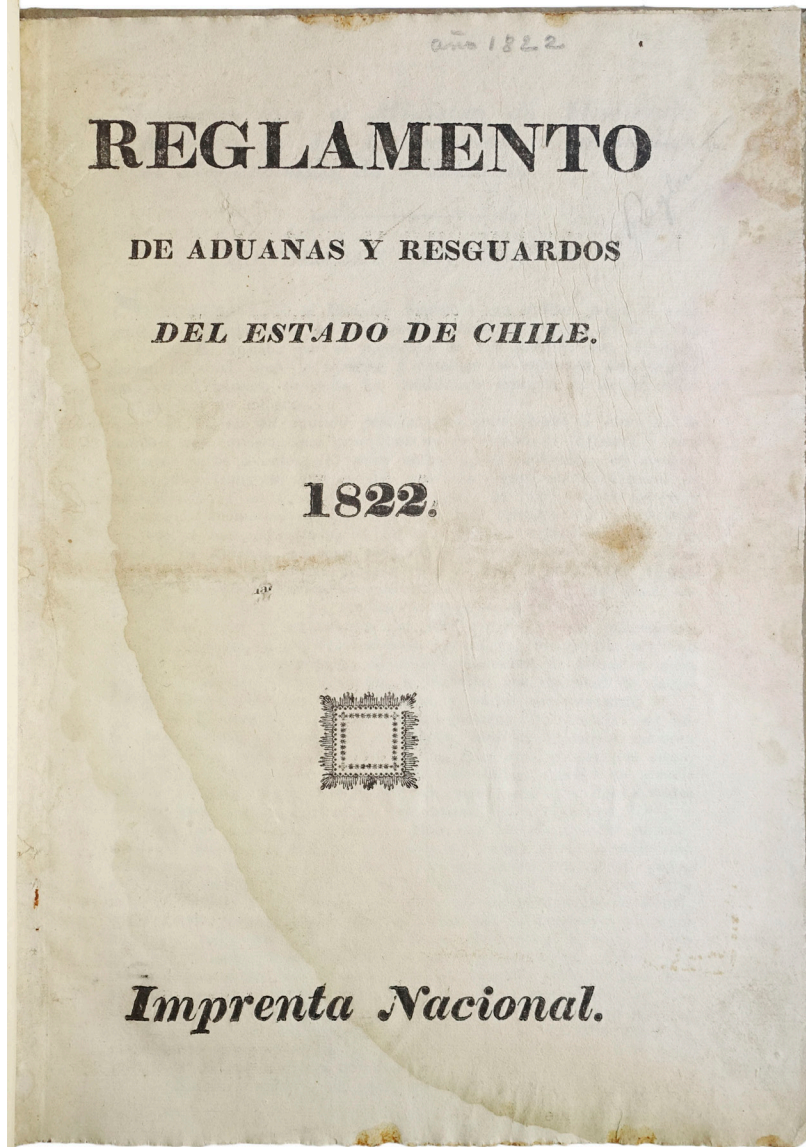 año 1822
REGLAMENTO
DE ADUANAS Y RESGUARDOS
DEL ESTADO DE CHILE.
1822.
Imprenta Nacional.